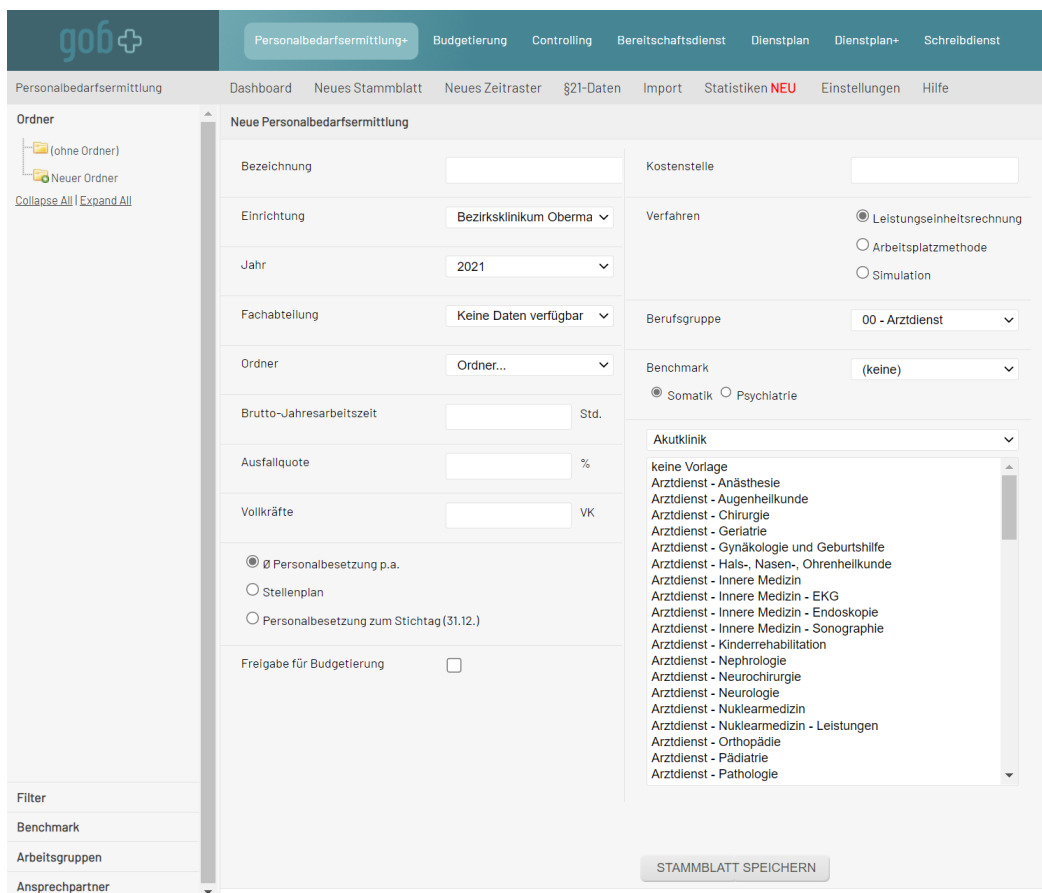 gob
Personalbedarfsermittlung+ Budgetierung Controlling Bereitschaftsdienst Dienstplan Dienstplan+ Schreibdienst
Personalbedarfsermittlung
Dashboard Neues Stammblatt Neues Zeitraster §21-Daten Import Statistiken NEU Einstellungen Hilfe
Ordner
(ohne Ordner)
Neuer Ordner
Collapse All | Expand All
Filter
Benchmark
Arbeitsgruppen
Ansprechpartner
Neue Personalbedarfsermittlung
Bezeichnung
Einrichtung Bezirksklinikum Oberma
Jahr 2021
Fachabteilung Keine Daten verfügbar
Ordner Ordner...
Brutto-Jahresarbeitszeit Std.
Ausfallquote %
Vollkräfte VK
Ø Personalbesetzung p.a.
Stellenplan
Personalbesetzung zum Stichtag (31.12.)
Freigabe für Budgetierung
Kostenstelle
Verfahren Leistungseinheitsrechnung
Arbeitsplatzmethode
Simulation
Berufsgruppe 00 - Arztdienst
Benchmark (keine)
Somatik Psychiatrie
Akutklinik
keine Vorlage
Arztdienst - Anästhesie
Arztdienst - Augenheilkunde
Arztdienst - Chirurgie
Arztdienst - Geriatrie
Arztdienst - Gynäkologie und Geburtshilfe
Arztdienst - Hals-, Nasen-, Ohrenheilkunde
Arztdienst - Innere Medizin
Arztdienst - Innere Medizin - EKG
Arztdienst - Innere Medizin - Endoskopie
Arztdienst - Innere Medizin - Sonographie
Arztdienst - Kinderrehabilitation
Arztdienst - Nephrologie
Arztdienst - Neurochirurgie
Arztdienst - Neurologie
Arztdienst - Nuklearmedizin
Arztdienst - Nuklearmedizin - Leistungen
Arztdienst - Orthopädie
Arztdienst - Pädiatrie
Arztdienst - Pathologie
STAMMBLATT SPEICHERN